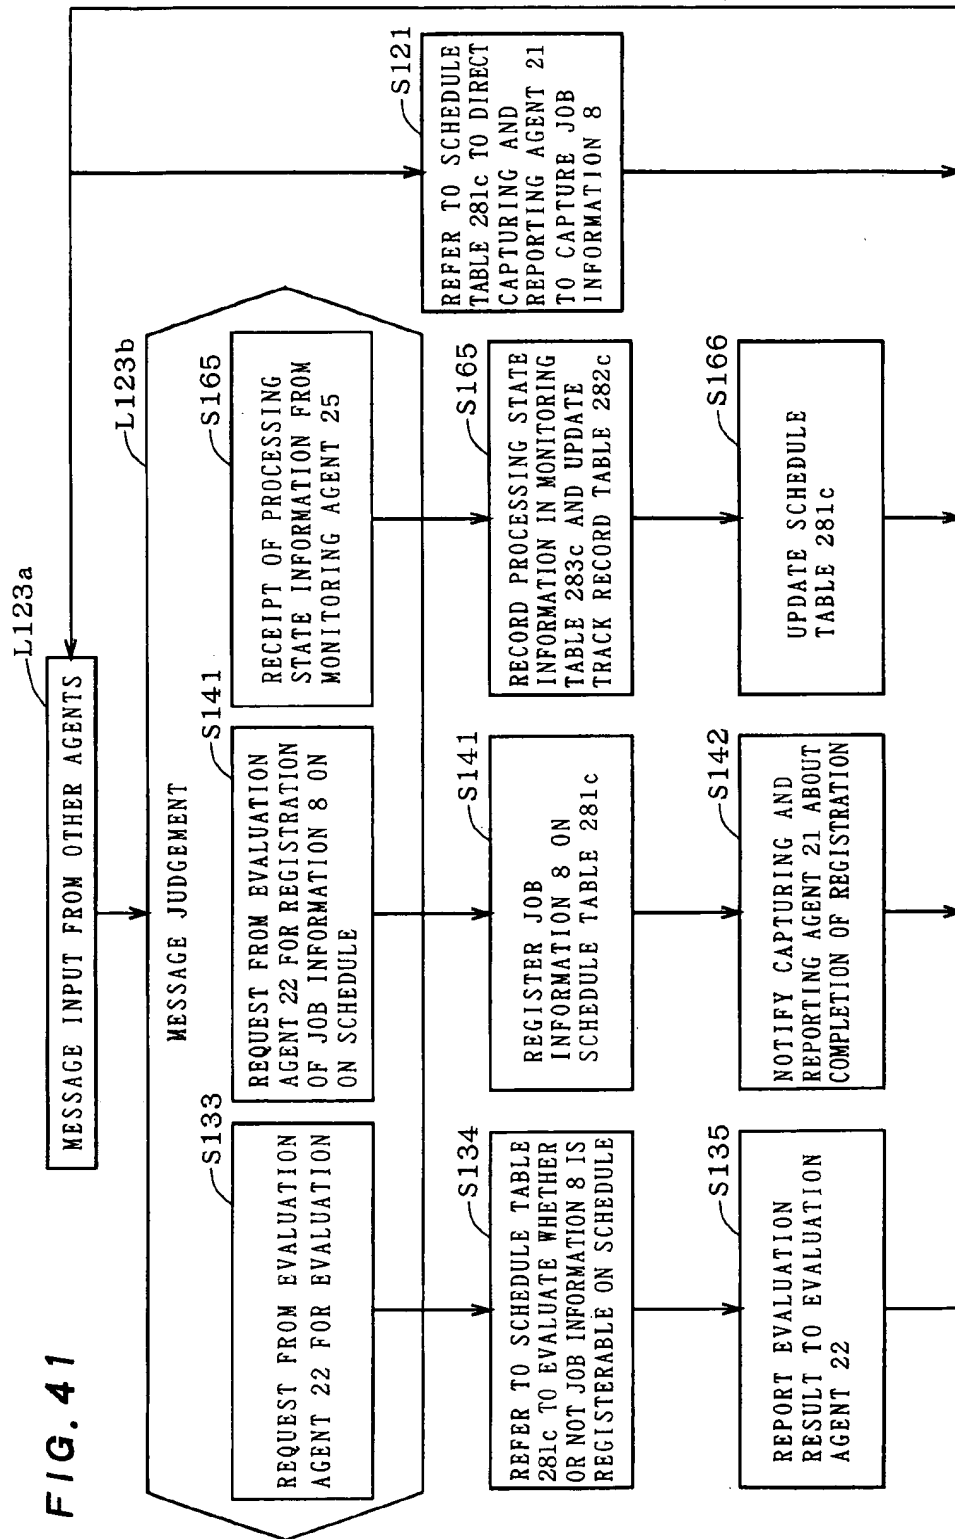 FIG. 41
L123a
MESSAGE INPUT FROM OTHER AGENTS
L123b
MESSAGE JUDGEMENT
S133
REQUEST FROM EVALUATION
AGENT 22 FOR EVALUATION
S141
REQUEST FROM EVALUATION
AGENT 22 FOR REGISTRATION
OF JOB INFORMATION 8 ON
ON SCHEDULE
S165
RECEIPT OF PROCESSING
STATE INFORMATION FROM
MONITORING AGENT 25
S121
REFER TO SCHEDULE
TABLE 281c TO DIRECT
CAPTURING AND
REPORTING AGENT 21
TO CAPTURE JOB
INFORMATION 8
S134
REFER TO SCHEDULE TABLE
281c TO EVALUATE WHETHER
OR NOT JOB INFORMATION 8 IS
REGISTERABLE ON SCHEDULE
S141
REGISTER JOB
INFORMATION 8 ON
SCHEDULE TABLE 281c
S165
RECORD PROCESSING STATE
INFORMATION IN MONITORING
TABLE 283c AND UPDATE
TRACK RECORD TABLE 282c
S135
REPORT EVALUATION
RESULT TO EVALUATION
AGENT 22
S142
NOTIFY CAPTURING AND
REPORTING AGENT 21 ABOUT
COMPLETION OF REGISTRATION
S166
UPDATE SCHEDULE
TABLE 281c